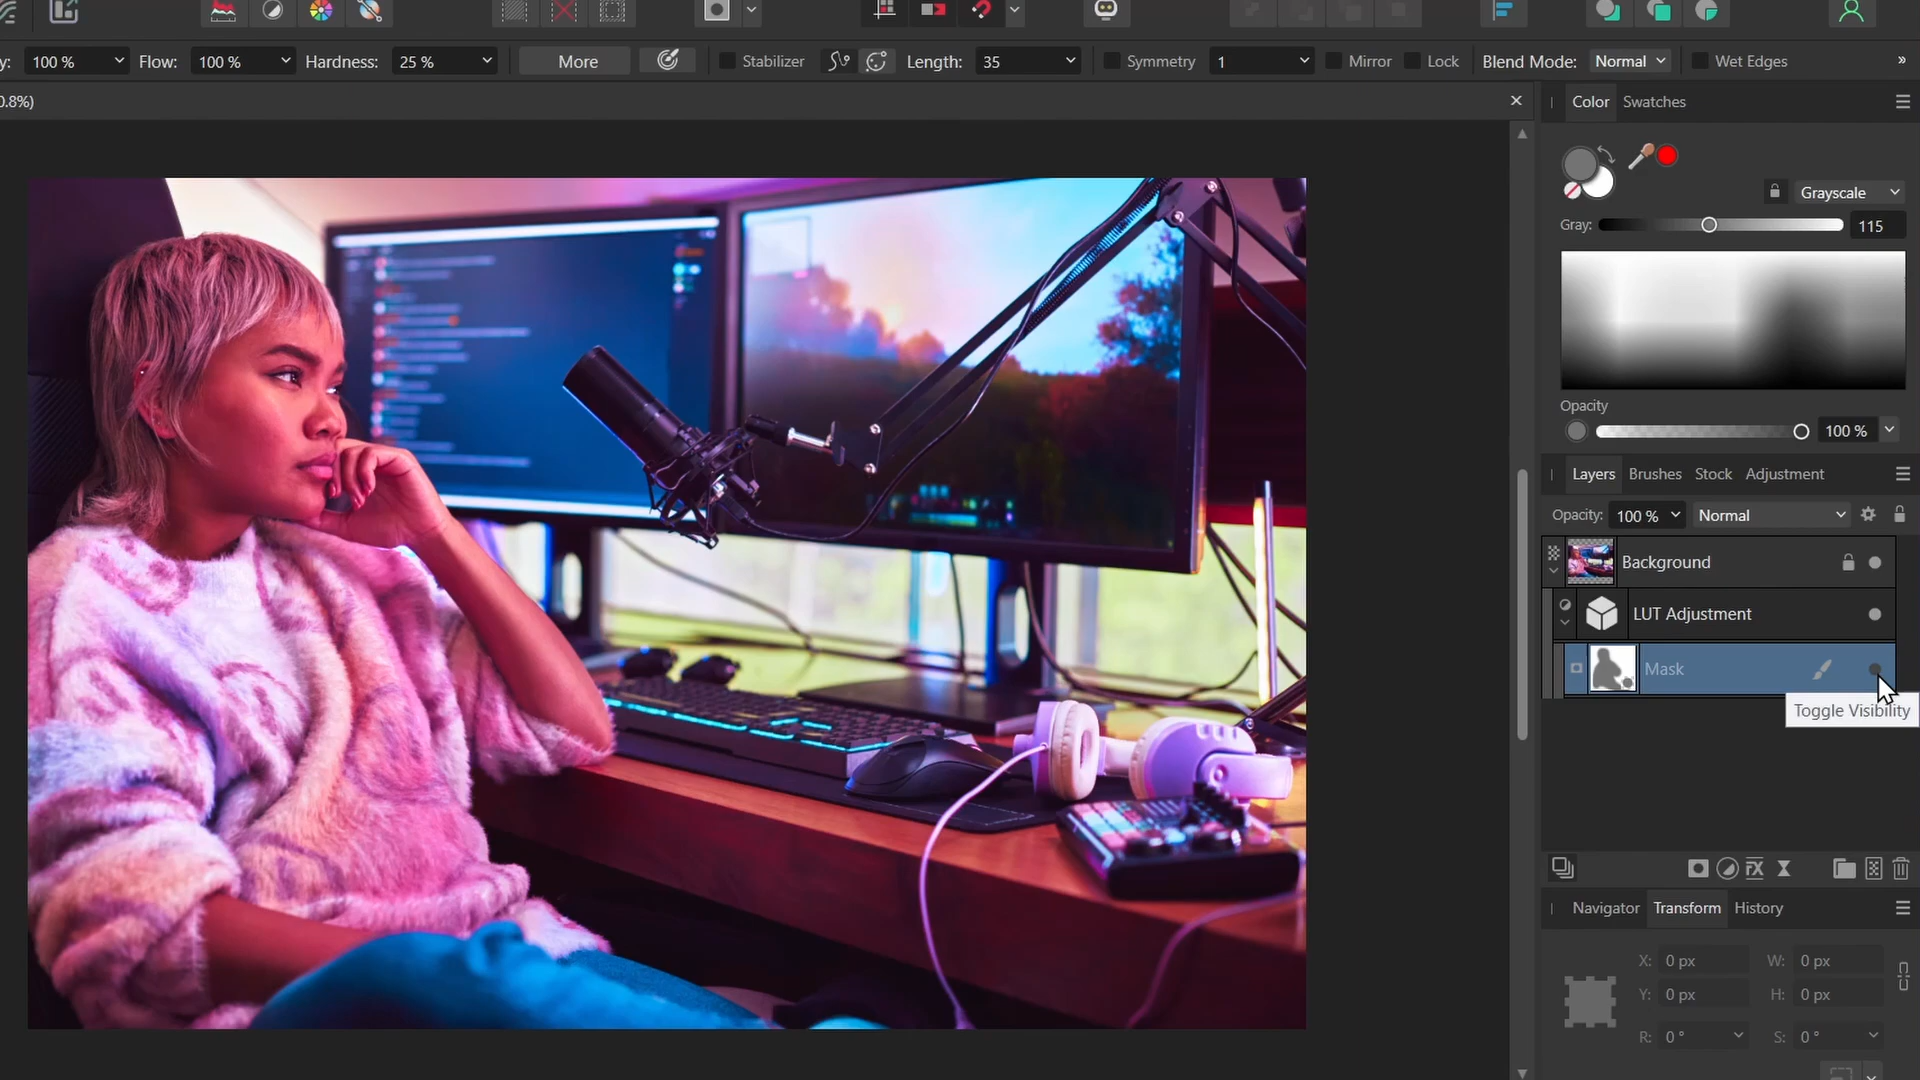 y: 100 % Flow: 100 % Hardness: 25 % More Stabilizer Length: 35 Symmetry 1 Mirror Lock Blend Mode: Normal Wet Edges »
0.8%)
Color Swatches
Grayscale
Gray: 115
Opacity
100 %
Layers Brushes Stock Adjustment
Opacity: 100 % Normal
Background
LUT Adjustment
Mask
Toggle Visibility
FX
Navigator Transform History
X: 0 px W: 0 px
Y: 0 px H: 0 px
R: 0 ° S: 0 °